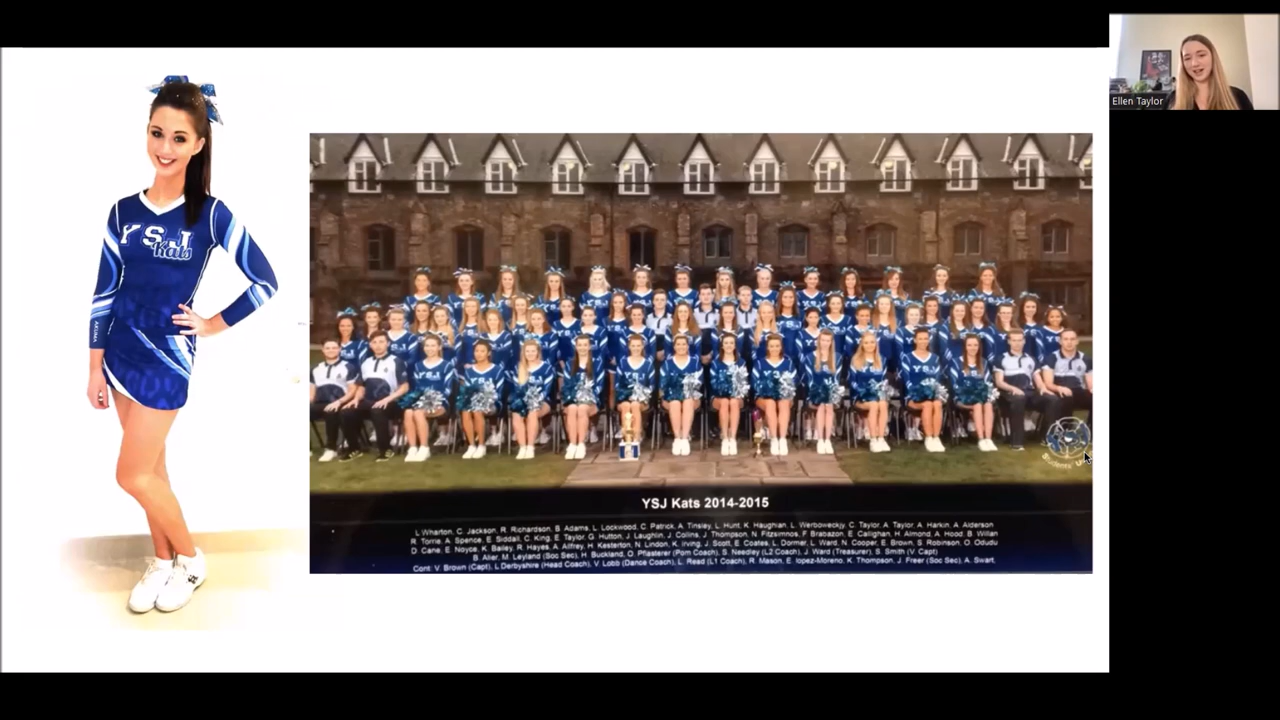 YSJ
Kats
AKUMA
Ellen Taylor
YSJ Kats 2014-2015
L Wharton, C. Jackson, R. Richardson, B. Adams, L. Lockwood, C. Patrick, A. Tinsley, L. Hunt, K. Haughian, L. Werboweckjy, C. Taylor, A. Taylor, A. Harkin, A. Alderson
R. Torrie, A. Spence, E. Siddall, C. King, E. Taylor, G. Hutton, J. Laughlin, J. Collins, J. Thompson, N. Fitzsimnos, F. Brabazon, E. Callighan, H. Almond, A. Hood, B. Willan
D. Cane, E. Noyce, K. Bailey, R. Hayes, A. Allfrey, H. Kesterton, N. Lindon, K. Irving, J. Scott, E. Coates, L. Dormer, L. Ward, N. Cooper, E. Brown, S. Robinson, O. Odudu
B. Alier, M. Leyland (Soc Sec), H. Buckland, O. Pflasterer (Pom Coach), S. Needley (L2 Coach), J. Ward (Treasurer), S. Smith (V Capt)
Cont: V. Brown (Capt), L Derbyshire (Head Coach), V. Lobb (Dance Coach), L. Read (L1 Coach), R. Mason, E. lopez-Moreno, K. Thompson, J. Freer (Soc Sec), A. Swart.